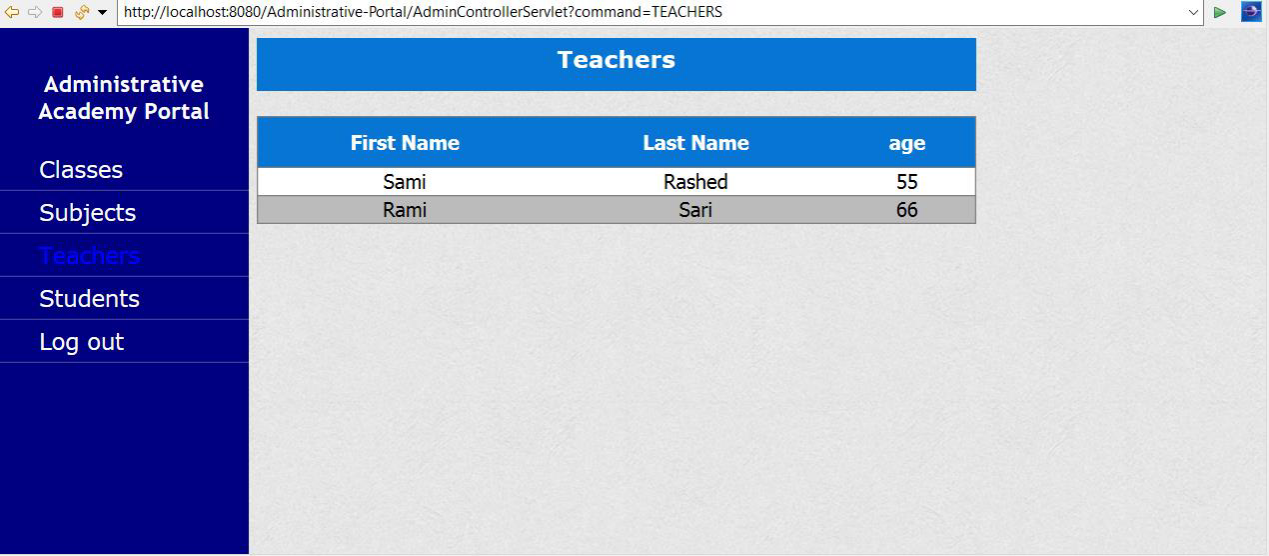 http://localhost:8080/Administrative-Portal/AdminControllerServlet?command=TEACHERS
Administrative
Academy Portal
Classes
Subjects
Teachers
Students
Log out
Teachers
First Name Last Name age
Sami Rashed 55
Rami Sari 66